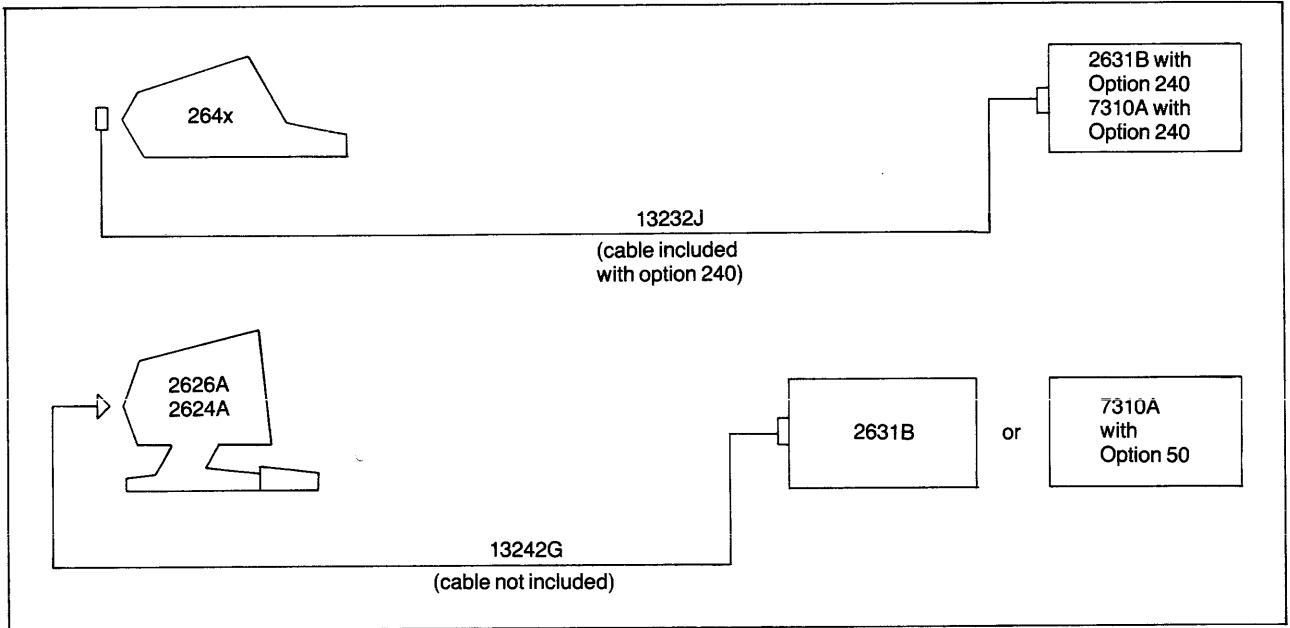 264x
2631B with
Option 240
7310A with
Option 240
13232J
(cable included
with option 240)
2626A
2624A
2631B
or
7310A
with
Option 50
13242G
(cable not included)